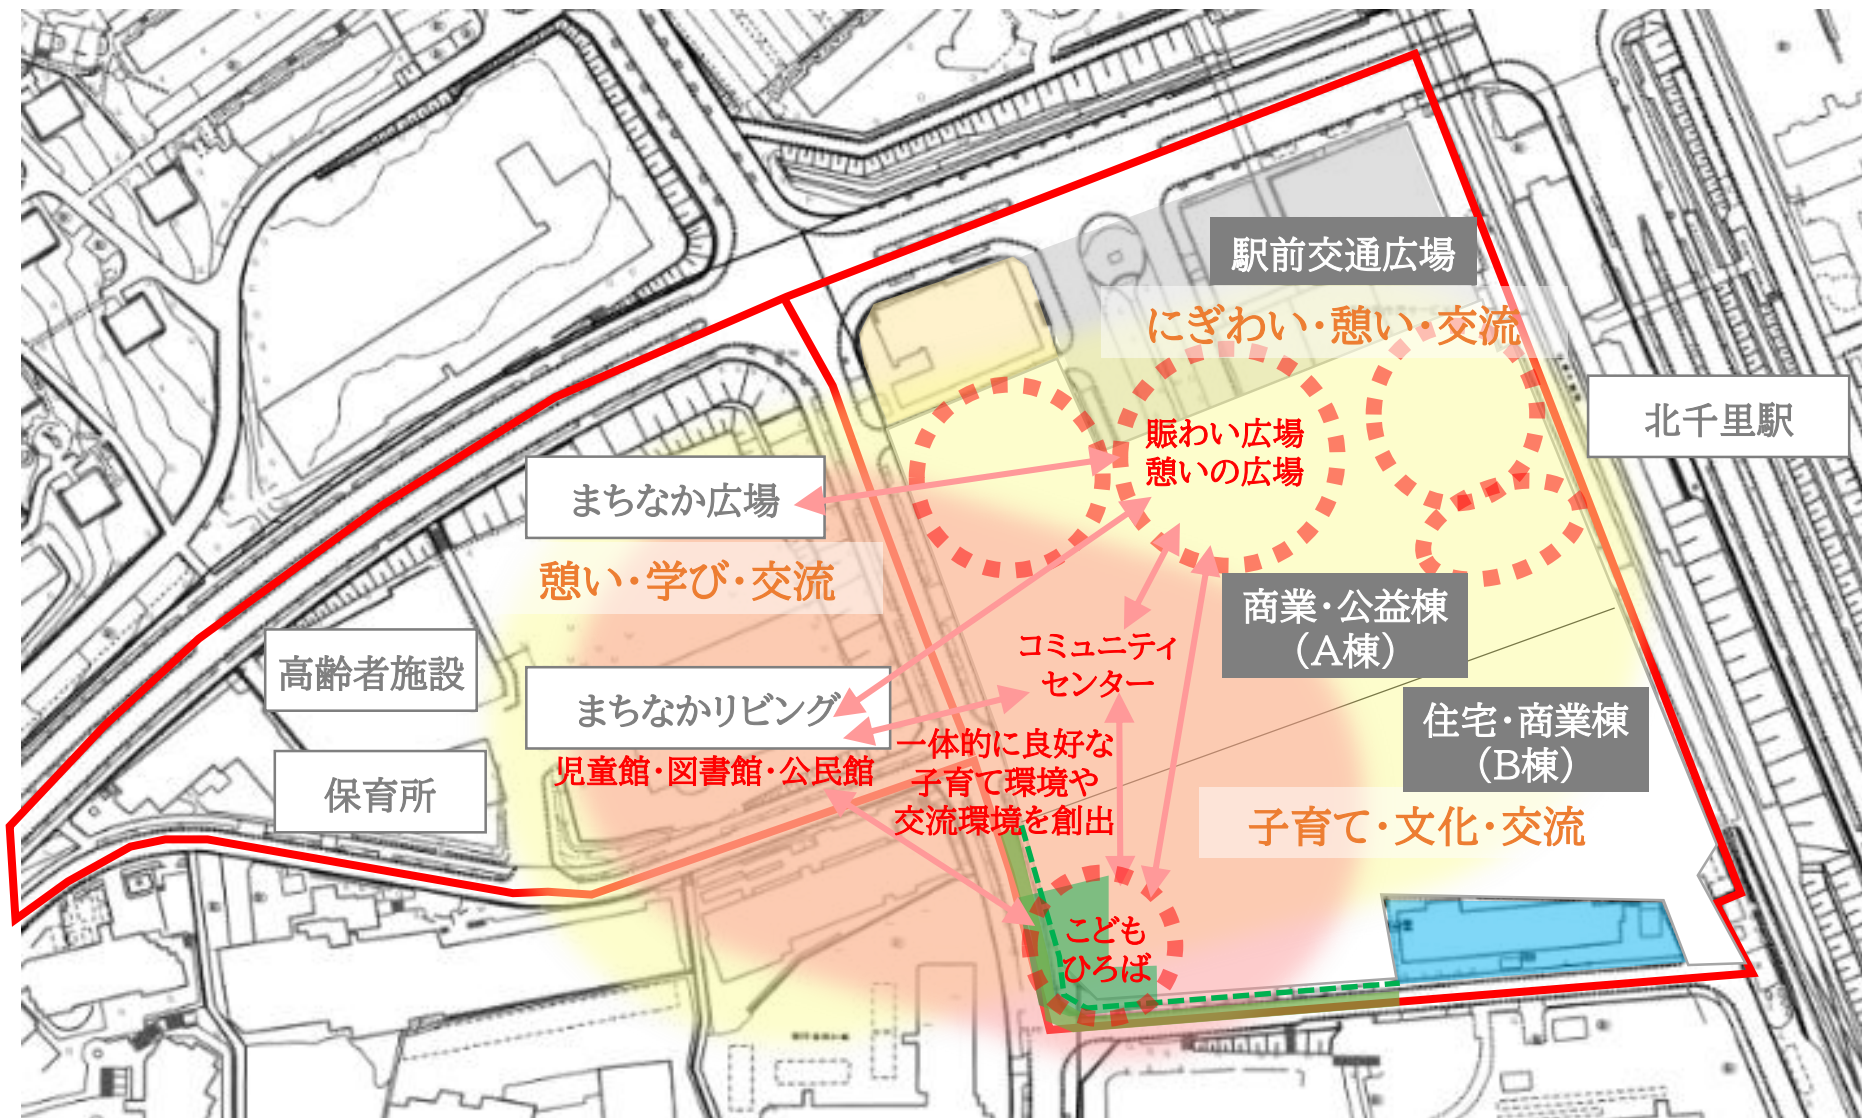 駅前交通広場
にぎわい・憩い・交流
北千里駅
賑わい広場
憩いの広場
まちなか広場
憩い・学び・交流
商業・公益棟
（A棟）
コミュニティ
センター
高齢者施設
まちなかリビング
児童館・図書館・公民館
住宅・商業棟
（B棟）
一体的に良好な
子育て環境や
交流環境を創出
保育所
子育て・文化・交流
こども
ひろば